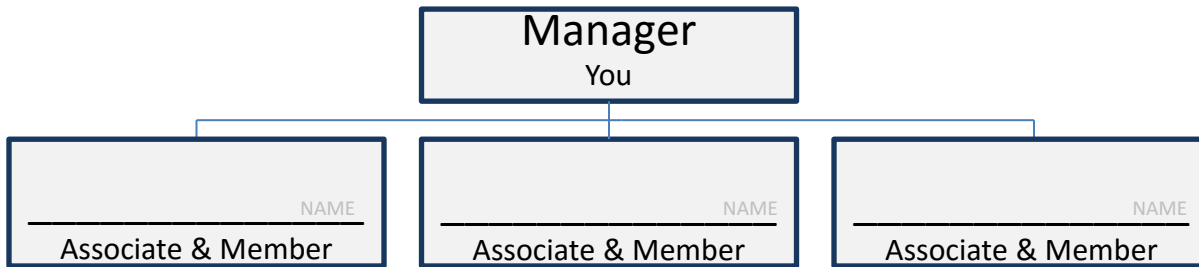 Manager
You
NAME NAME NAME
Associate & Member Associate & Member Associate & Member